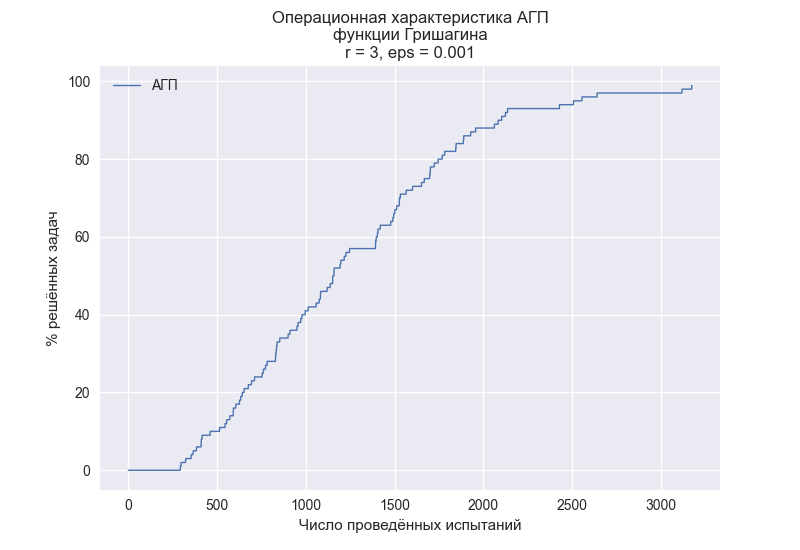 Операционная характеристика АГП
функции Гришагина
r = 3, eps = 0.001
АГП
100
80
60
40
20
0
% решённых задач
0 500 1000 1500 2000 2500 3000
Число проведённых испытаний